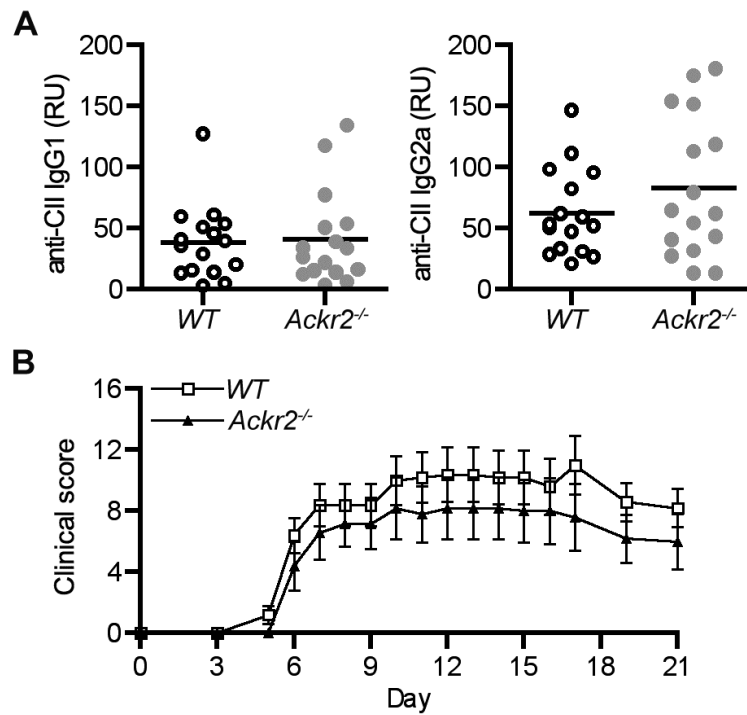 A
200
150
100
50
0
anti-CII IgG1 (RU)
WT
Ackr2-/-
200
150
100
50
0
anti-CII IgG2a (RU)
WT
Ackr2-/-
B
WT
Ackr2-/-
16
12
8
4
0
Clinical score
0 3 6 9 12 15 18 21
Day